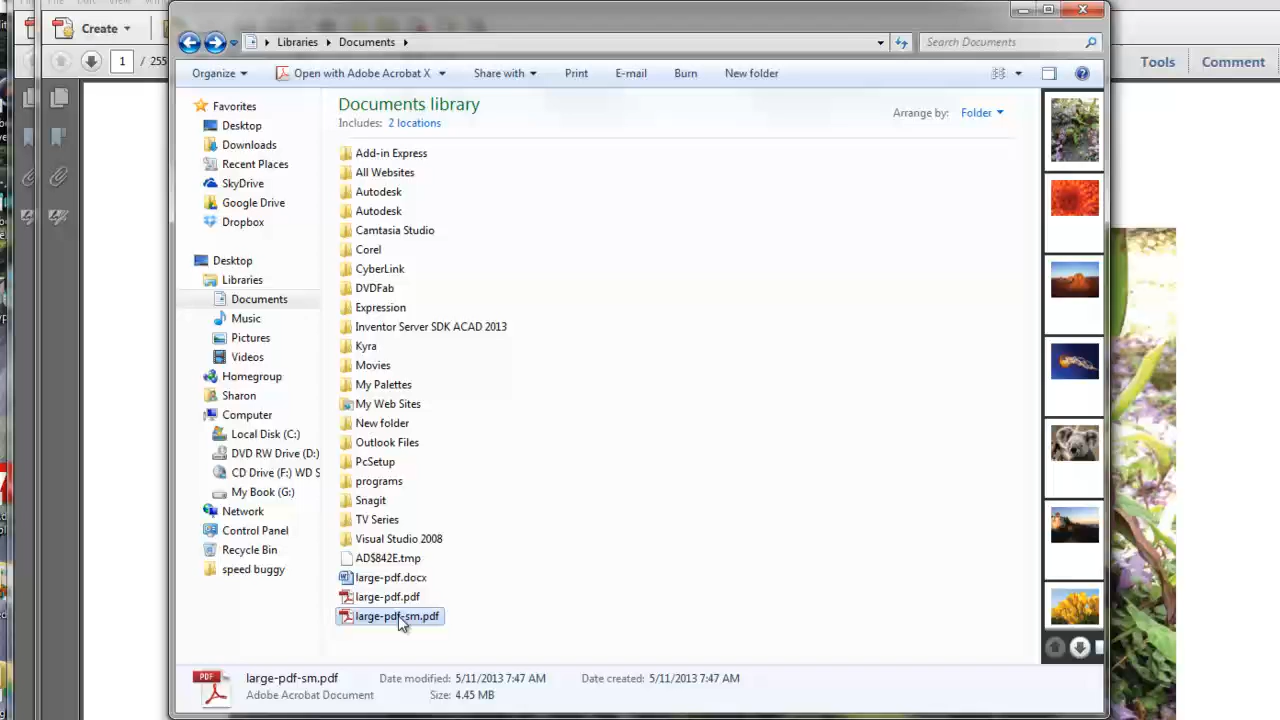 Create
1 / 255
Tools
Comment
Libraries
Documents
Search Documents
Organize
Open with Adobe Acrobat X
Share with
Print
E-mail
Burn
New folder
Favorites
Desktop
Downloads
Recent Places
SkyDrive
Google Drive
Dropbox
Desktop
Libraries
Documents
Music
Pictures
Videos
Homegroup
Sharon
Computer
Local Disk (C:)
DVD RW Drive (D:)
CD Drive (F:) WD S
My Book (G:)
Network
Control Panel
Recycle Bin
speed buggy
Documents library
Includes: 2 locations
Arrange by: Folder
Add-in Express
All Websites
Autodesk
Autodesk
Camtasia Studio
Corel
CyberLink
DVDFab
Expression
Inventor Server SDK ACAD 2013
Kyra
Movies
My Palettes
My Web Sites
New folder
Outlook Files
PcSetup
programs
Snagit
TV Series
Visual Studio 2008
AD$842E.tmp
large-pdf.docx
large-pdf.pdf
large-pdf-sm.pdf
PDF
large-pdf-sm.pdf
Adobe Acrobat Document
Date modified: 5/11/2013 7:47 AM
Size: 4.45 MB
Date created: 5/11/2013 7:47 AM